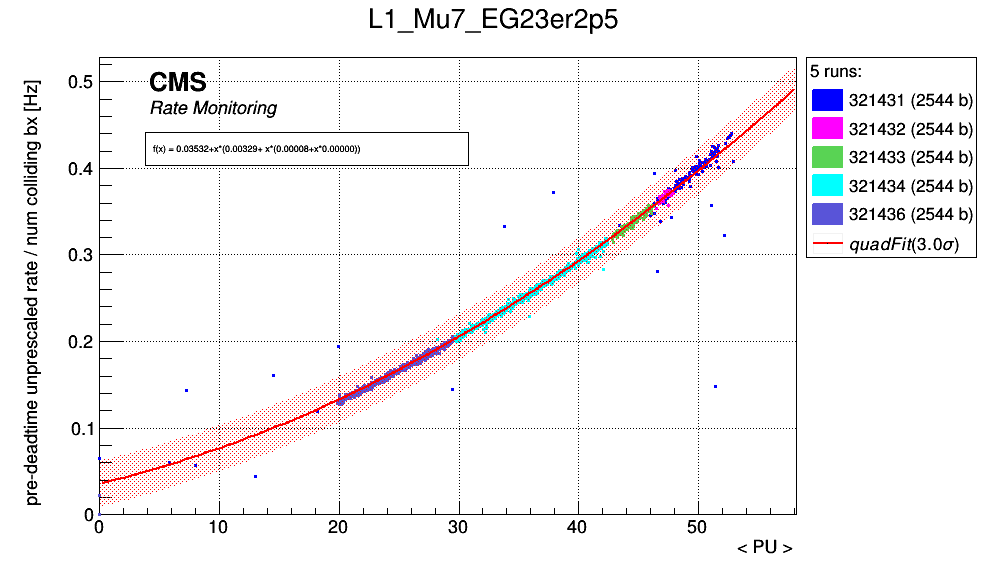 L1_Mu7_EG23er2p5
pre-deadtime unprescaled rate / num colliding bx [Hz]
0.5
0.4
0.3
0.2
0.1
0
CMS
Rate Monitoring
f(x) = 0.03532+x*(0.00329+ x*(0.00008+x*0.00000))
0 10 20 30 40 50
< PU >
5 runs:
321431 (2544 b)
321432 (2544 b)
321433 (2544 b)
321434 (2544 b)
321436 (2544 b)
quadFit(3.0σ)